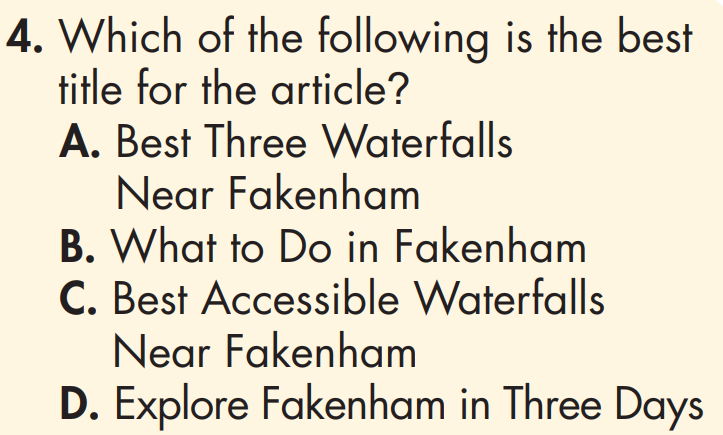 4. Which of the following is the best
title for the article?
A. Best Three Waterfalls
Near Fakenham
B. What to Do in Fakenham
C. Best Accessible Waterfalls
Near Fakenham
D. Explore Fakenham in Three Days